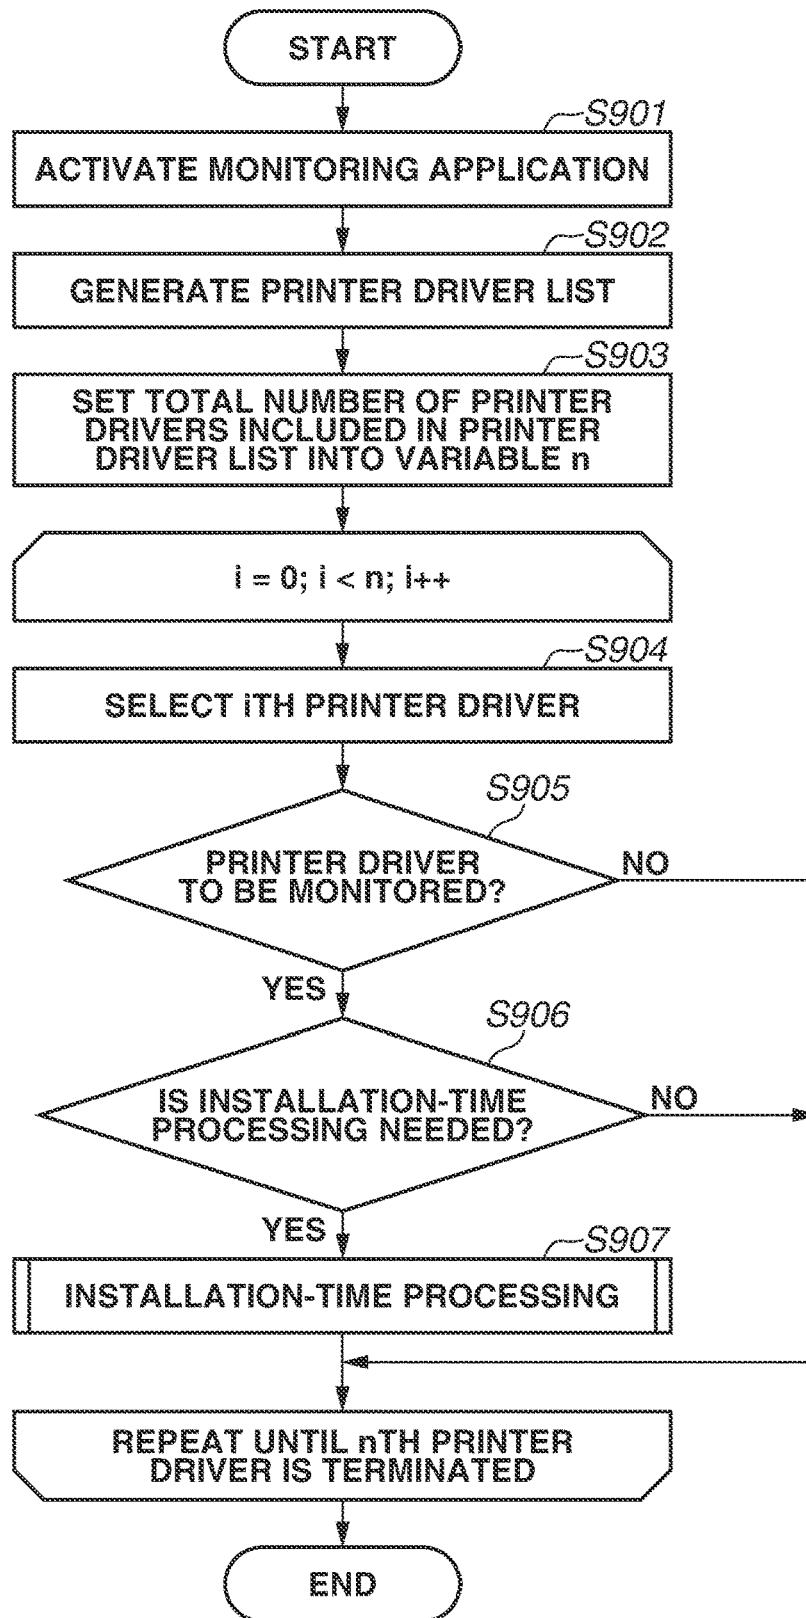 START
S901
ACTIVATE MONITORING APPLICATION
S902
GENERATE PRINTER DRIVER LIST
S903
SET TOTAL NUMBER OF PRINTER
DRIVERS INCLUDED IN PRINTER
DRIVER LIST INTO VARIABLE n
i = 0; i < n; i++
S904
SELECT iTH PRINTER DRIVER
S905
PRINTER DRIVER
TO BE MONITORED?
NO
YES
S906
IS INSTALLATION-TIME
PROCESSING NEEDED?
NO
YES
S907
INSTALLATION-TIME PROCESSING
REPEAT UNTIL nTH PRINTER
DRIVER IS TERMINATED
END